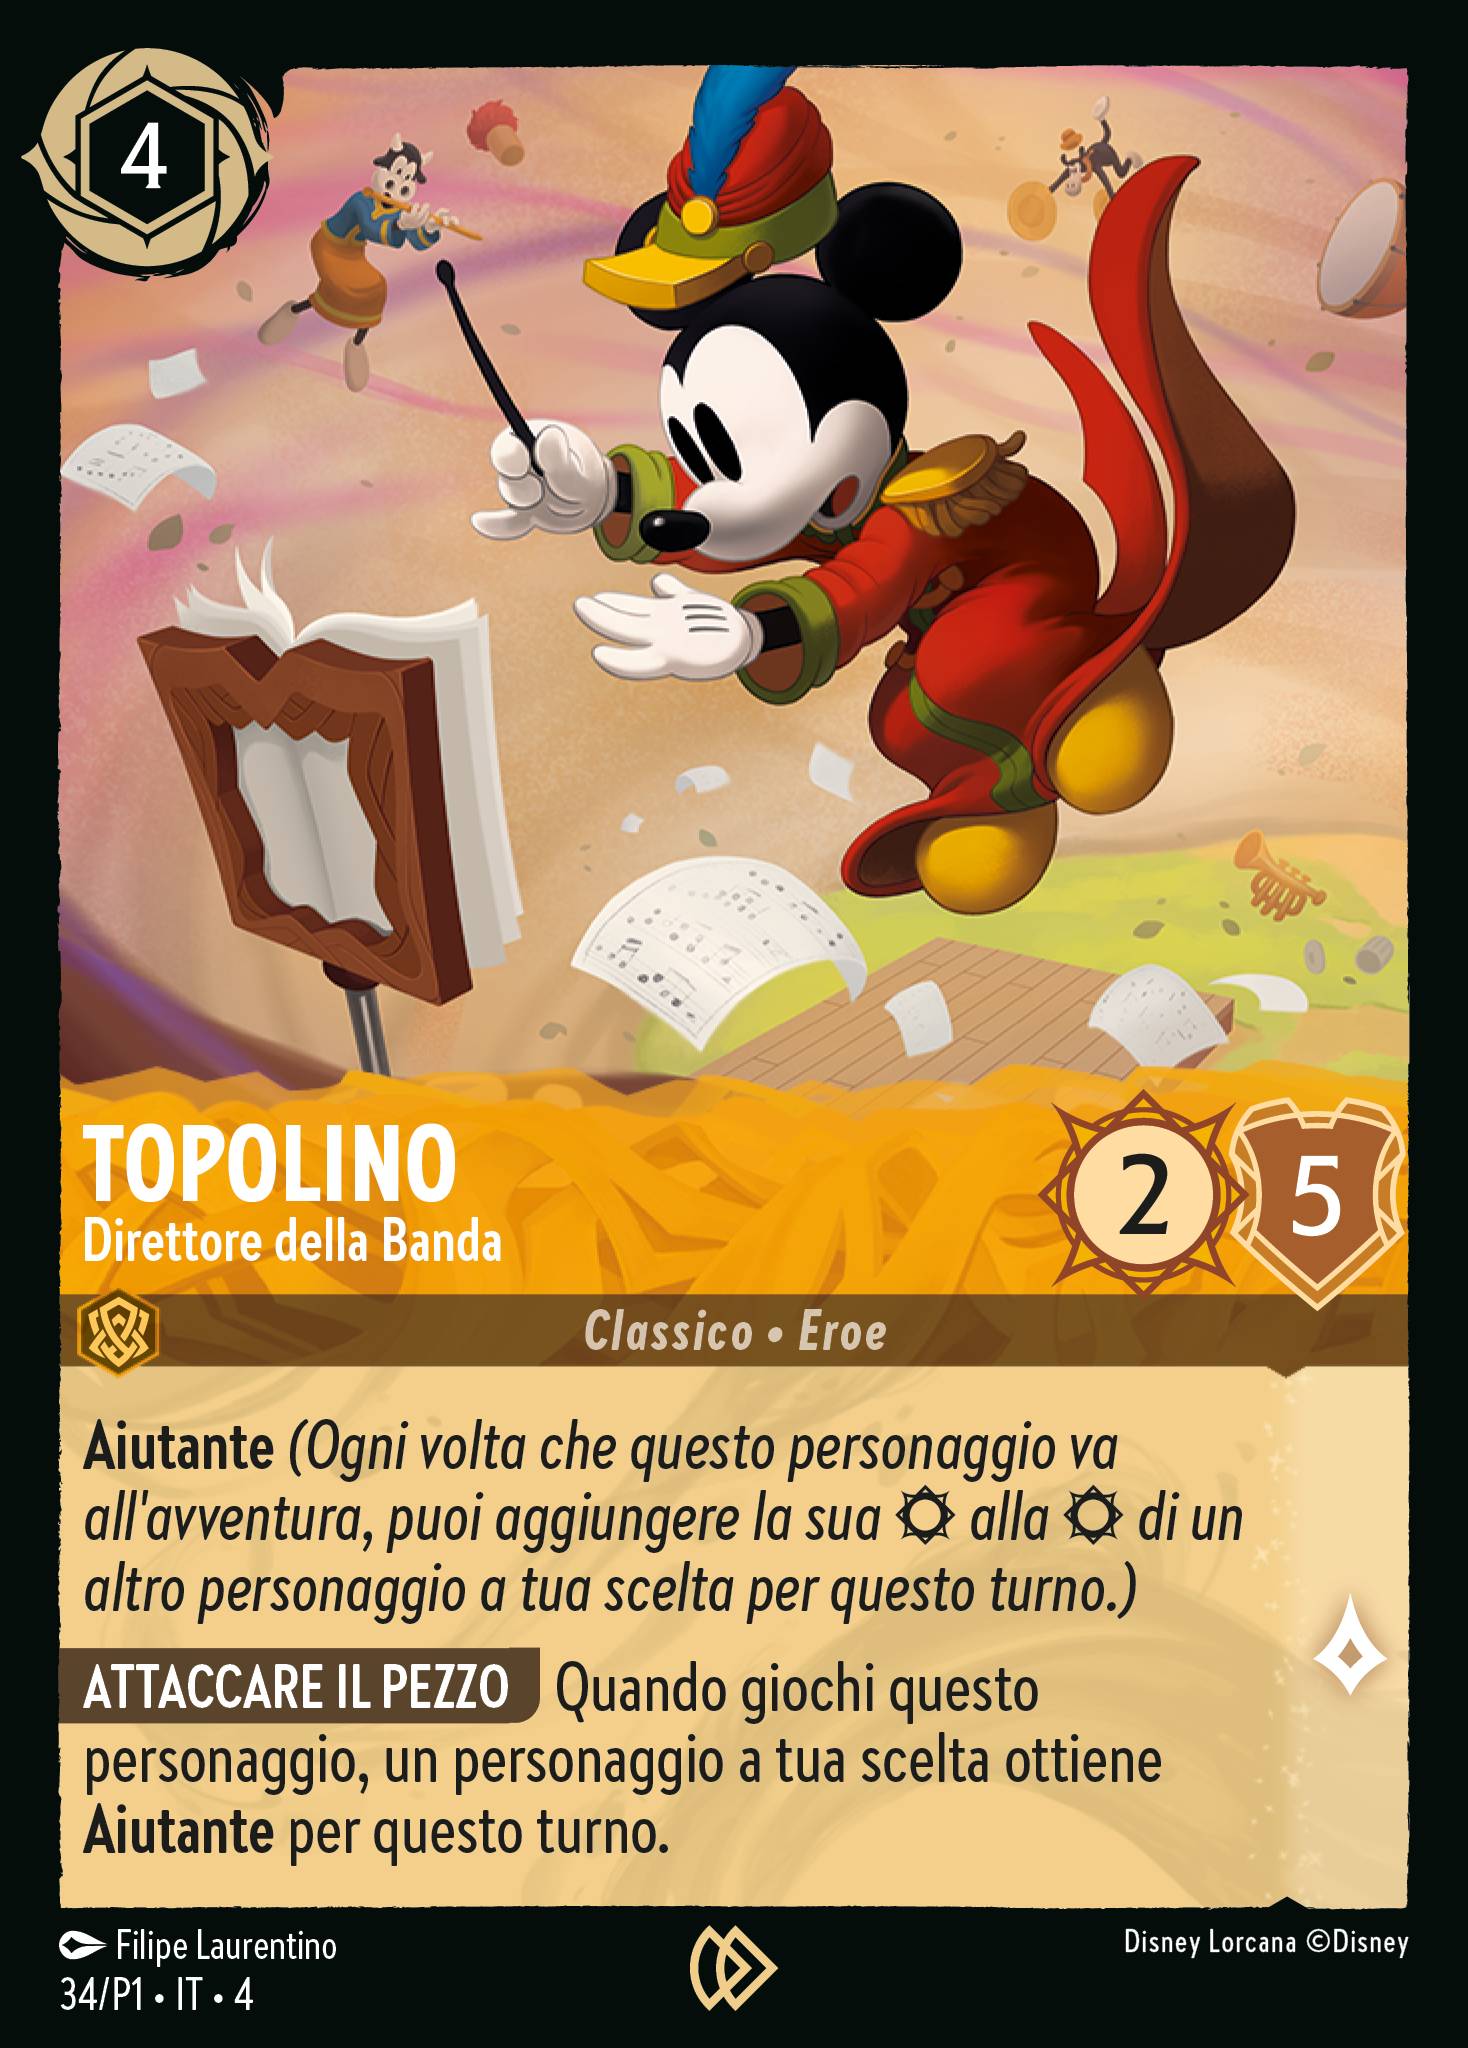 4
TOPOLINO
Direttore della Banda
2
5
Classico • Eroe
Aiutante (Ogni volta che questo personaggio va
all'avventura, puoi aggiungere la sua alla di un
altro personaggio a tua scelta per questo turno.)
ATTACCARE IL PEZZO Quando giochi questo
personaggio, un personaggio a tua scelta ottiene
Aiutante per questo turno.
Filipe Laurentino
Disney Lorcana ©Disney
34/P1 • IT • 4